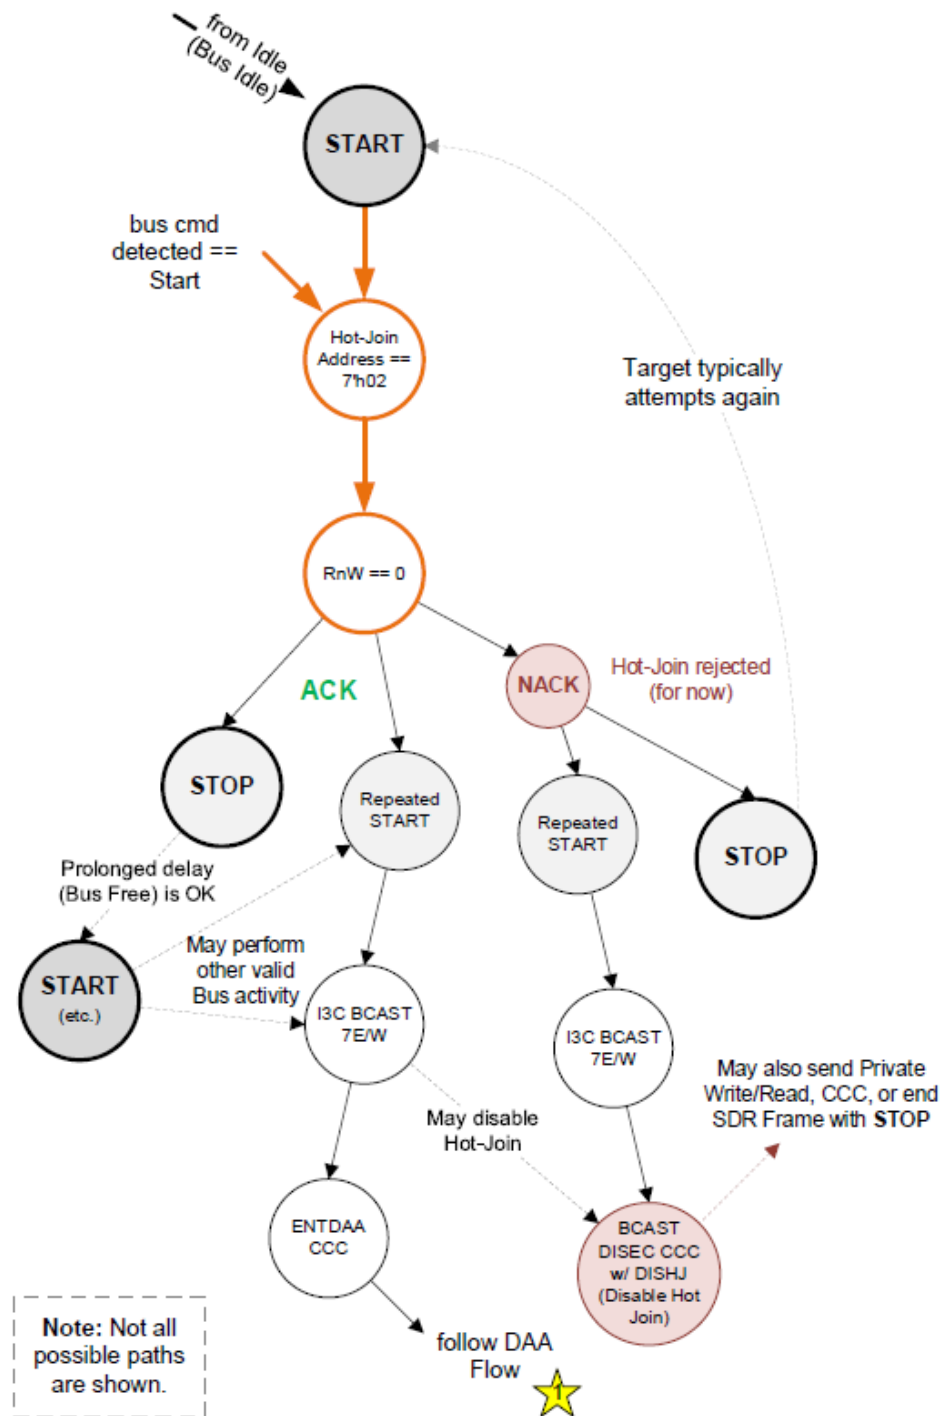 from Idle
(Bus Idle)
START
bus cmd
detected ==
Start
Hot-Join
Address ==
7'h02
Target typically
attempts again
RnW == 0
ACK
NACK
Hot-Join rejected
(for now)
STOP
Repeated
START
Repeated
START
STOP
Prolonged delay
(Bus Free) is OK
START
(etc.)
May perform
other valid
Bus activity
I3C BCAST
7E/W
I3C BCAST
7E/W
May also send Private
Write/Read, CCC, or end
SDR Frame with STOP
May disable
Hot-Join
ENTDAA
CCC
BCAST
DISEC CCC
w/ DISHJ
(Disable Hot
Join)
Note: Not all
possible paths
are shown.
follow DAA
Flow
1